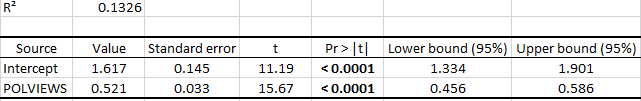 R² 0.1326
Source Value Standard error t Pr > |t| Lower bound (95%) Upper bound (95%)
Intercept 1.617 0.145 11.19 < 0.0001 1.334 1.901
POLVIEWS 0.521 0.033 15.67 < 0.0001 0.456 0.586